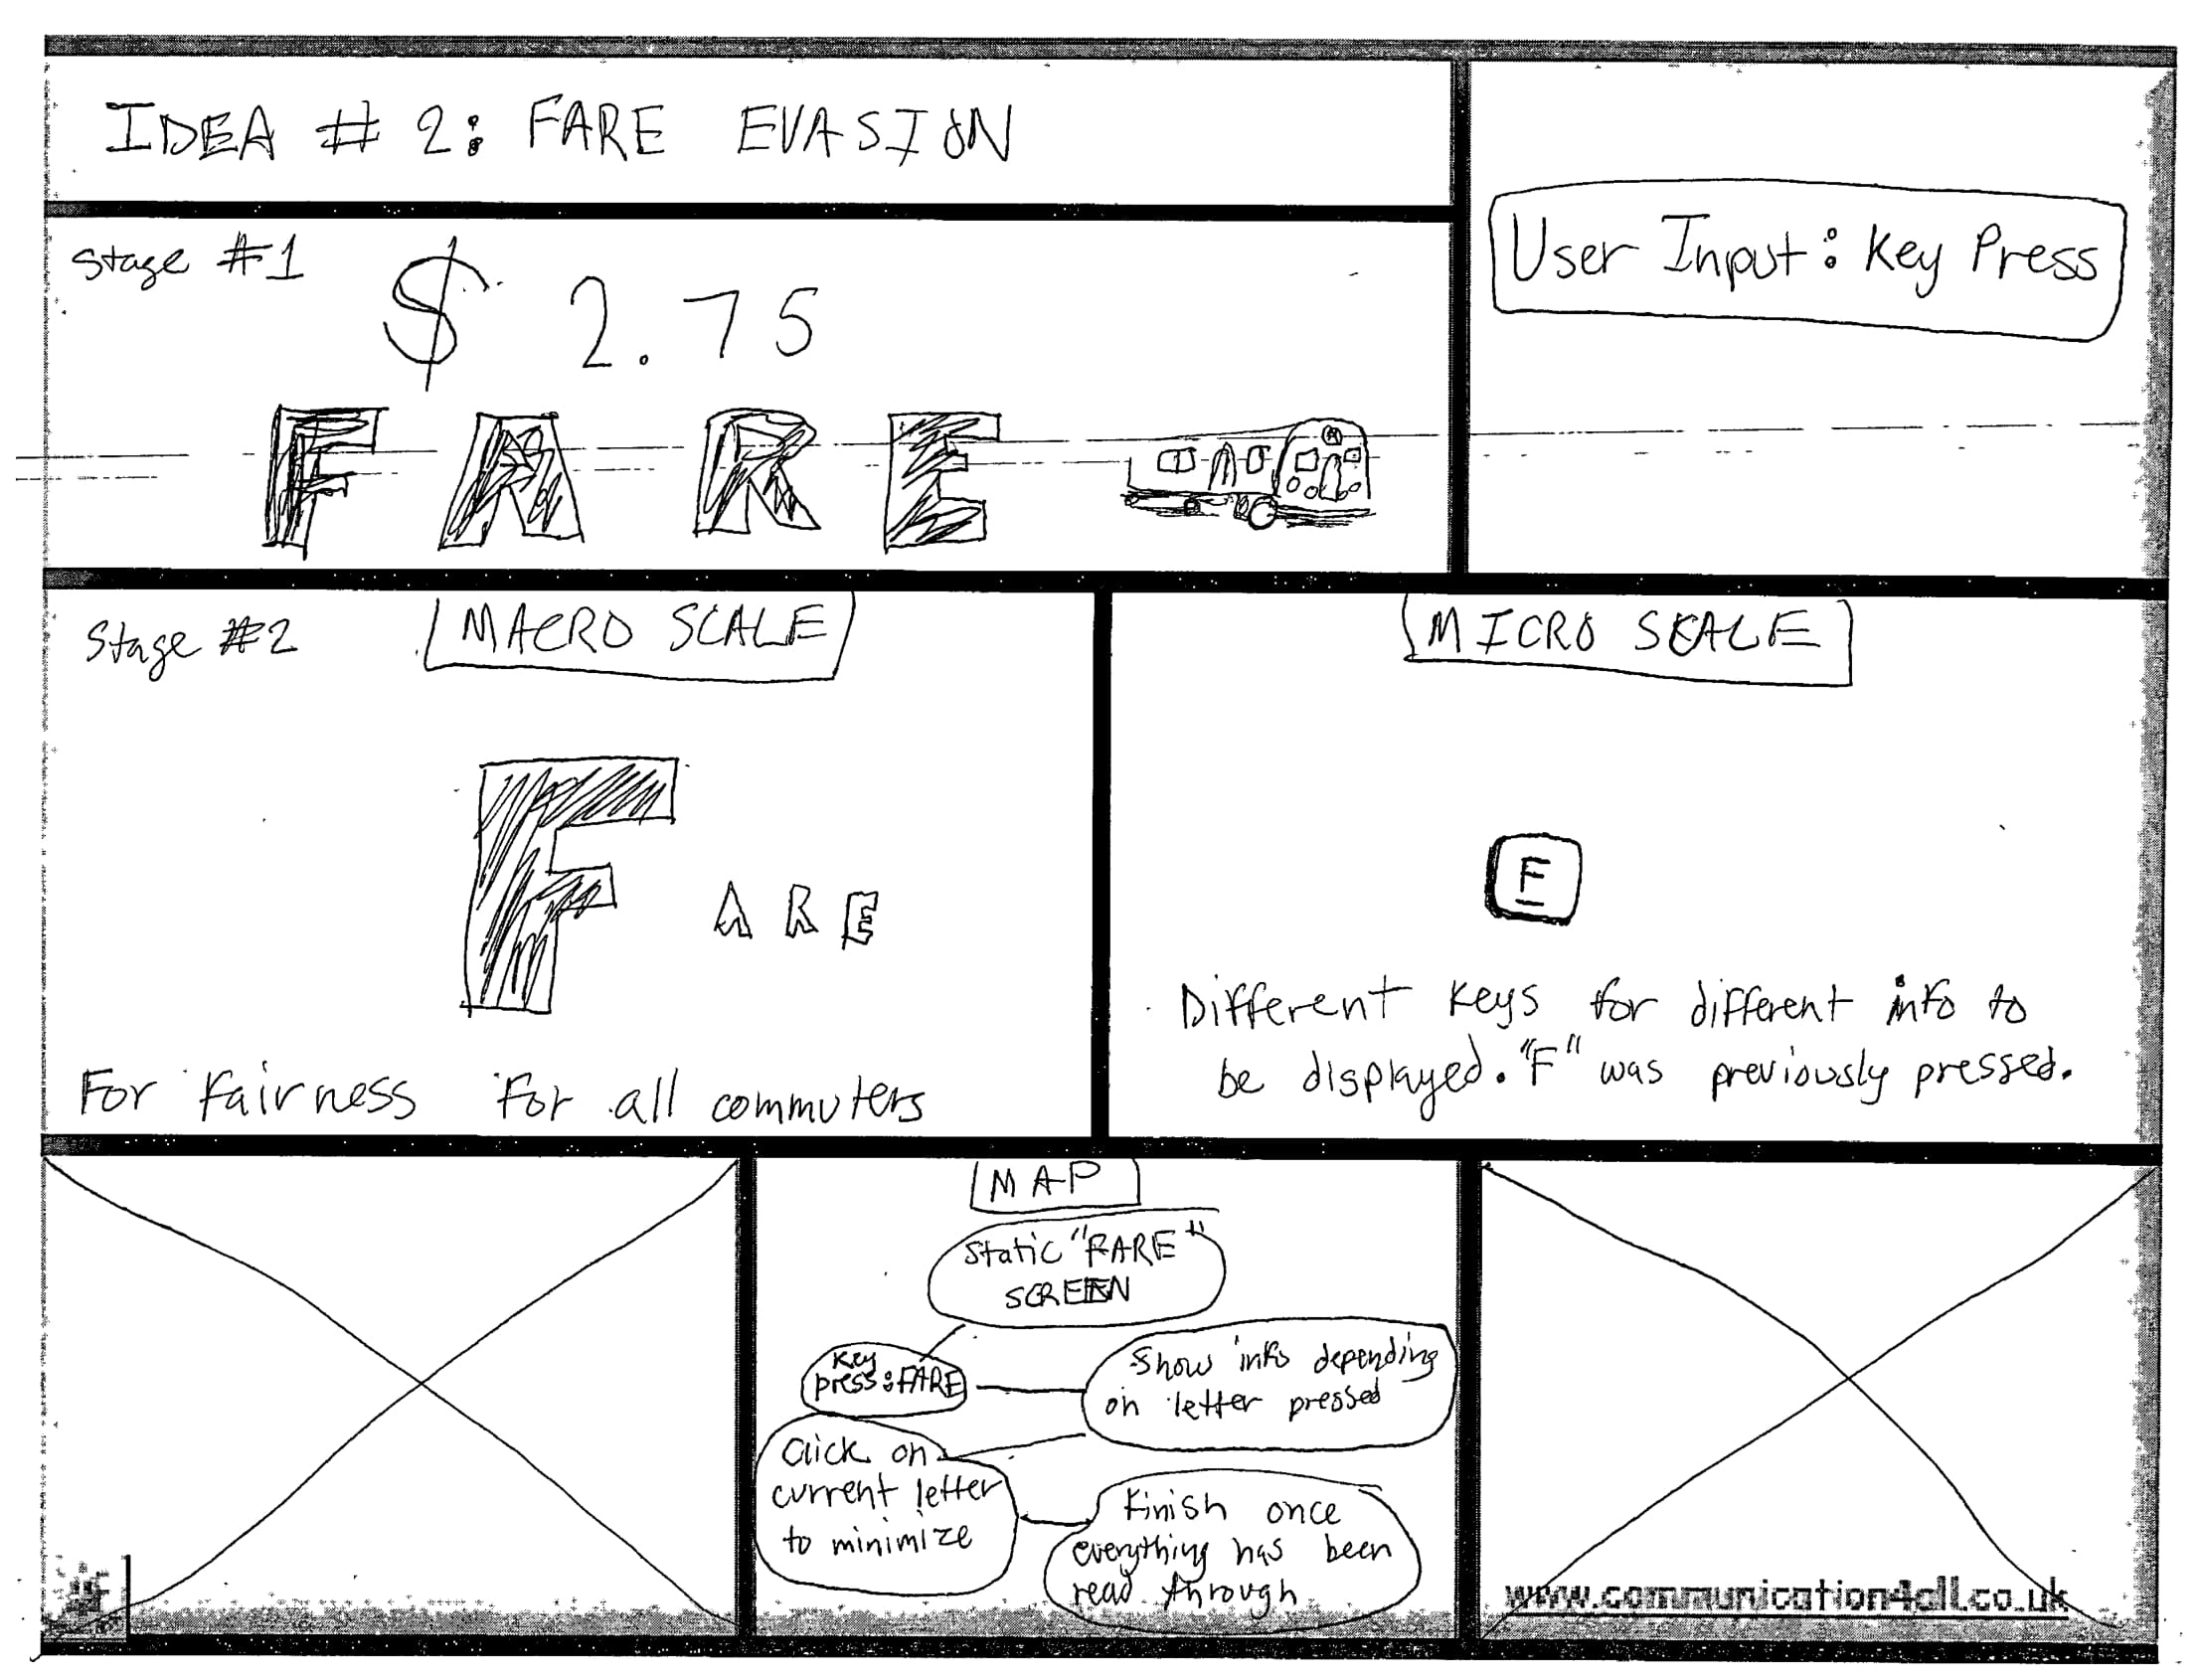 IDEA # 2: FARE EVASION
User Input: Key Press
Stage #1
$ 2.75
FARE
A
Stage #2
MACRO SCALE
F ARE
For fairness for all commuters
MICRO SCALE
F
Different keys for different info to
be displayed. "F" was previously pressed.
MAP
Static "FARE"
SCREEN
Key
press: FARE
Show info depending
on letter pressed
Click on
current letter
to minimize
Finish once
everything has been
read through
www.communication4all.co.uk